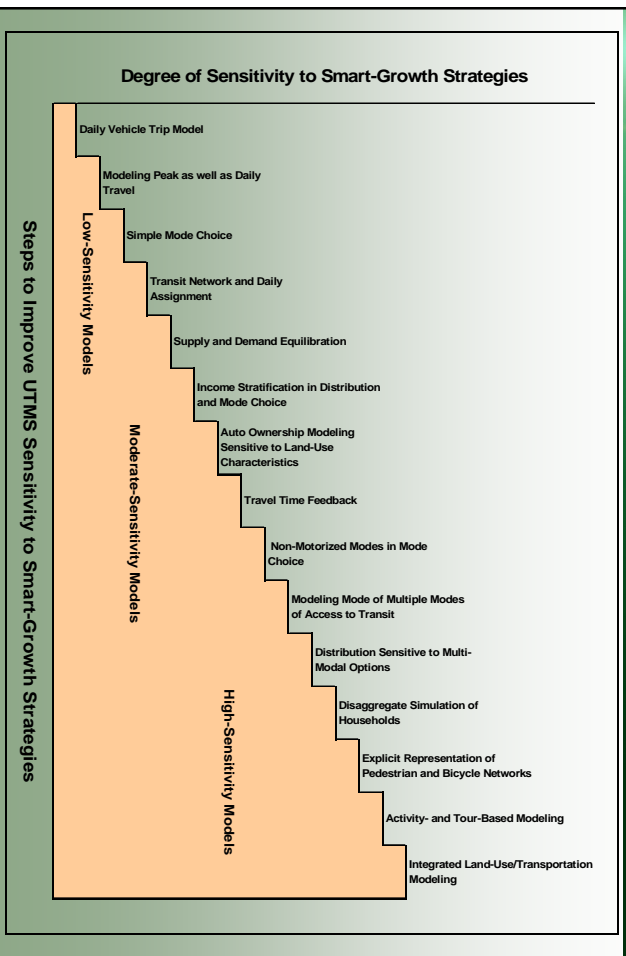 Degree of Sensitivity to Smart-Growth Strategies
Steps to Improve UTMS Sensitivity to Smart-Growth Strategies
Low-Sensitivity Models
Moderate-Sensitivity Models
High-Sensitivity Models
Daily Vehicle Trip Model
Modeling Peak as well as Daily
Travel
Simple Mode Choice
Transit Network and Daily
Assignment
Supply and Demand Equilibration
Income Stratification in Distribution
and Mode Choice
Auto Ownership Modeling
Sensitive to Land-Use
Characteristics
Travel Time Feedback
Non-Motorized Modes in Mode
Choice
Modeling Mode of Multiple Modes
of Access to Transit
Distribution Sensitive to Multi-
Modal Options
Disaggregate Simulation of
Households
Explicit Representation of
Pedestrian and Bicycle Networks
Activity- and Tour-Based Modeling
Integrated Land-Use/Transportation
Modeling